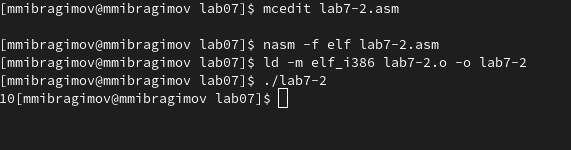 [mmibragimov@mmibragimov lab07]$ mcedit lab7-2.asm
[mmibragimov@mmibragimov lab07]$ nasm -f elf lab7-2.asm
[mmibragimov@mmibragimov lab07]$ ld -m elf_i386 lab7-2.o -o lab7-2
[mmibragimov@mmibragimov lab07]$ ./lab7-2
10[mmibragimov@mmibragimov lab07]$